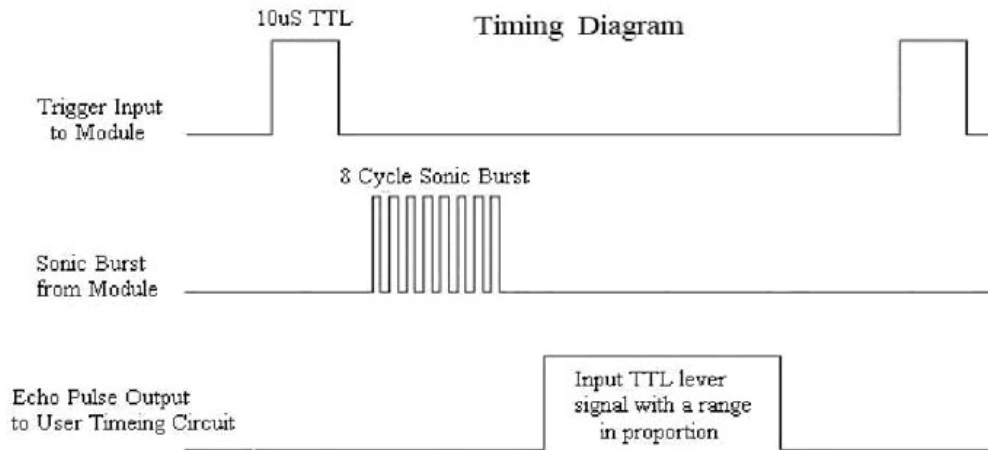 10uS TTL
Timing Diagram
Trigger Input
to Module
8 Cycle Sonic Burst
Sonic Burst
from Module
Echo Pulse Output
to User Timeing Circuit
Input TTL lever
signal with a range
in proportion